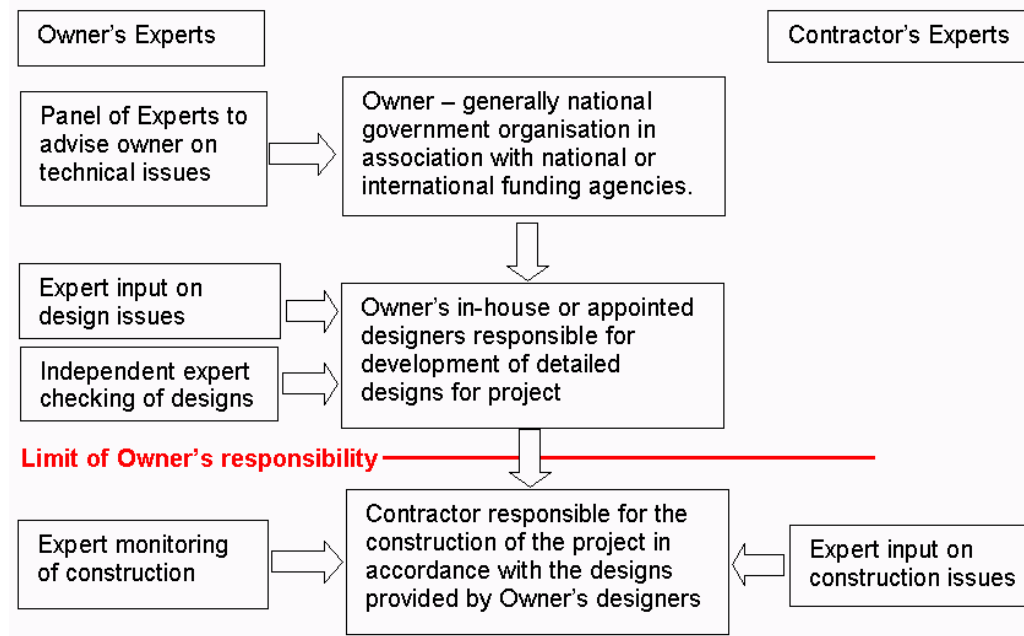 Owner's Experts
Contractor's Experts
Panel of Experts to
advise owner on
technical issues
Owner – generally national
government organisation in
association with national or
international funding agencies.
Expert input on
design issues
Independent expert
checking of designs
Owner's in-house or appointed
designers responsible for
development of detailed
designs for project
Limit of Owner's responsibility
Expert monitoring
of construction
Contractor responsible for the
construction of the project in
accordance with the designs
provided by Owner's designers
Expert input on
construction issues